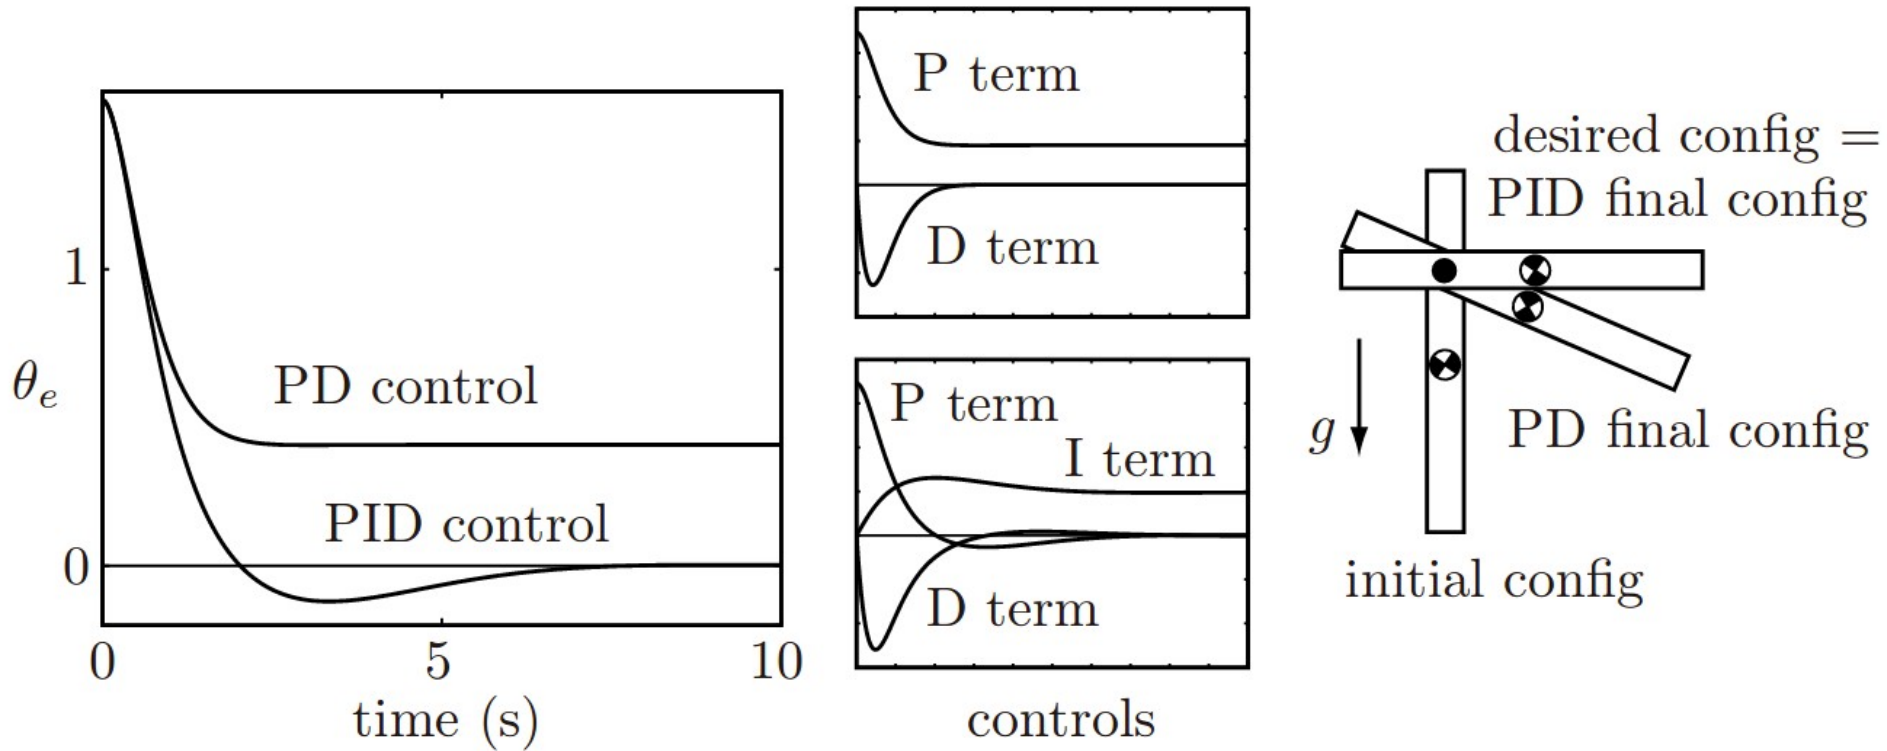 θₑ
1
0
PD control
PID control
0
5
10
time (s)
P term
D term
P term
I term
D term
controls
desired config =
PID final config
g
PD final config
initial config